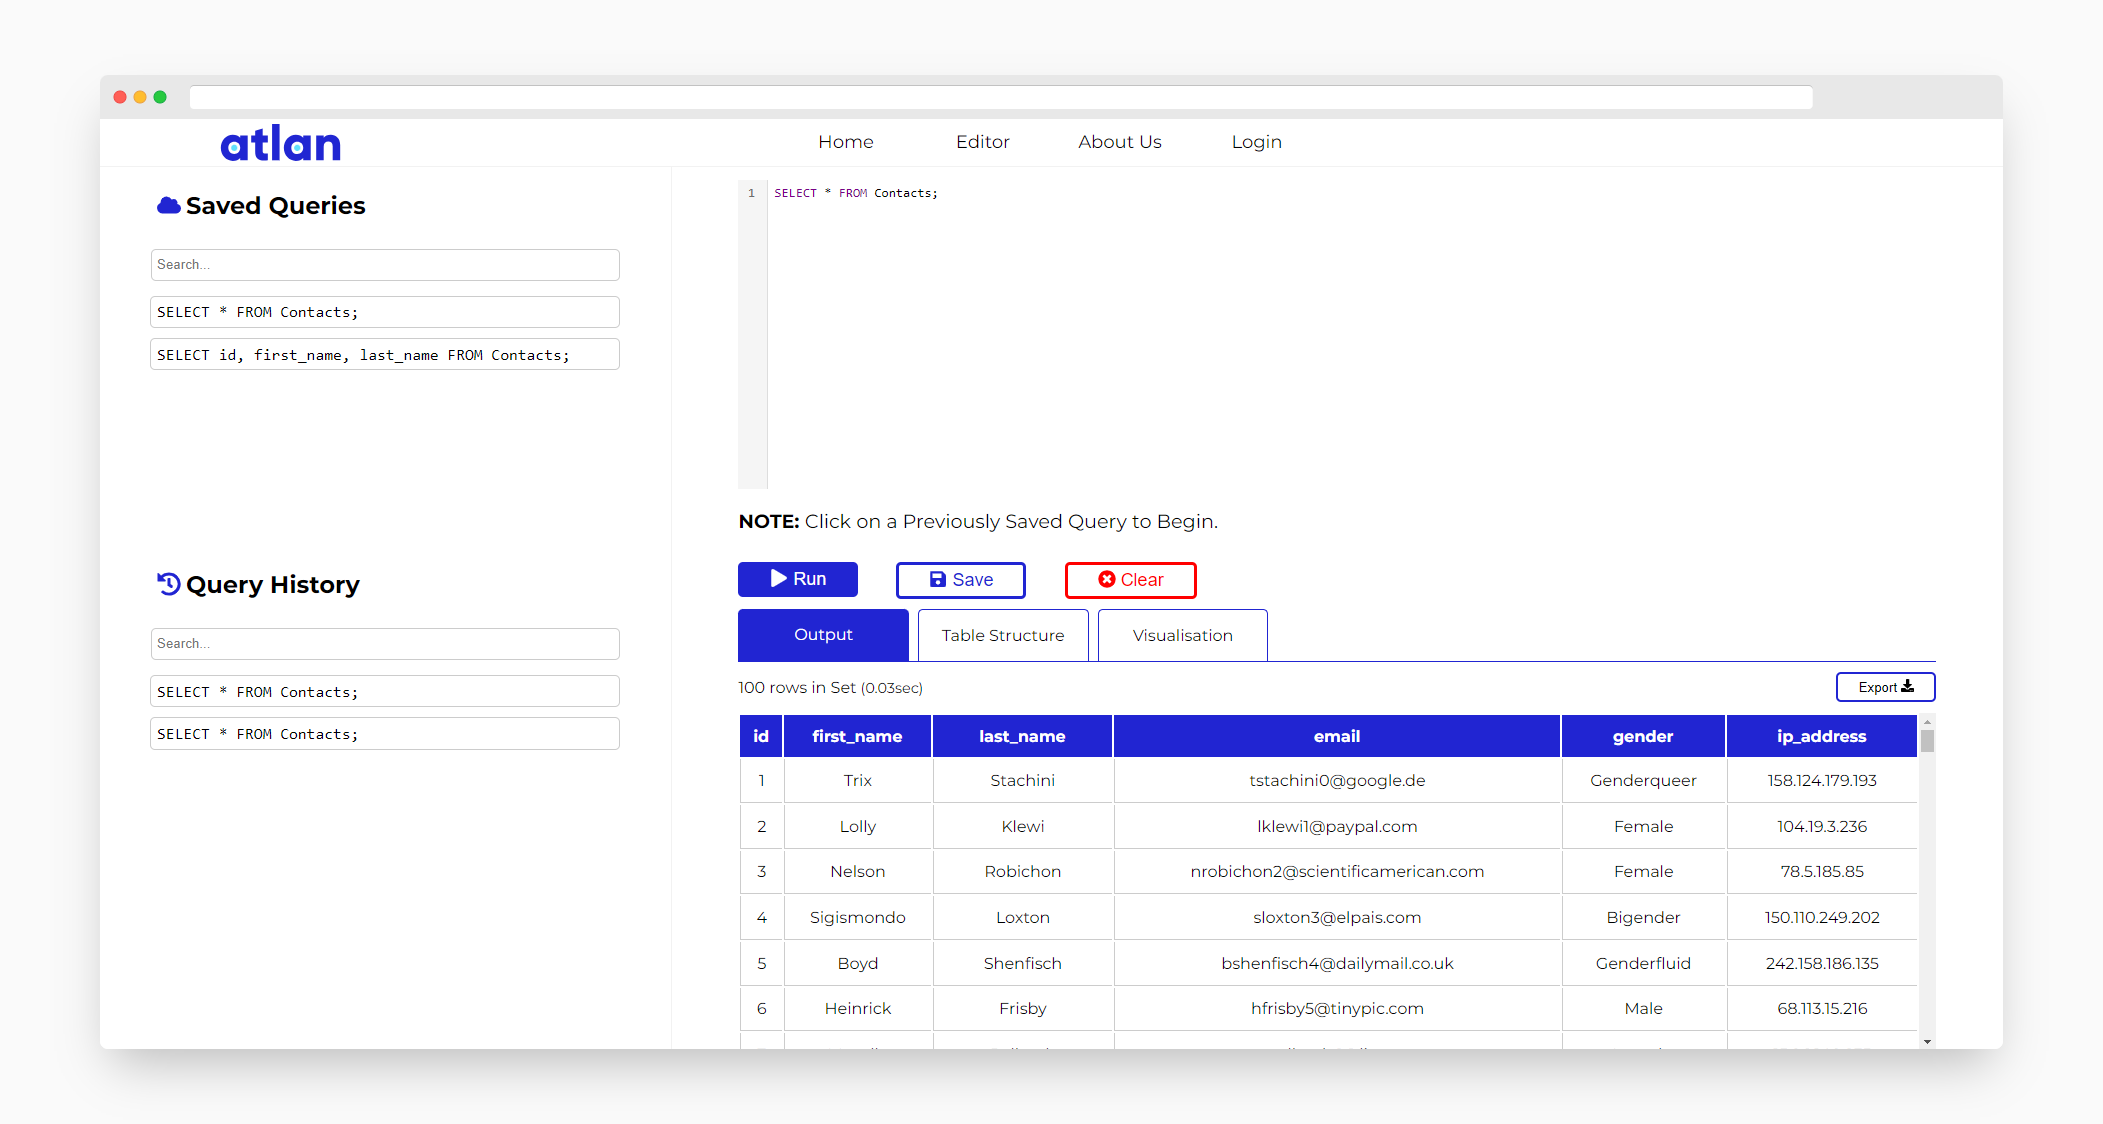 atlan
Home Editor About Us Login
Saved Queries
Search...
SELECT * FROM Contacts;
SELECT id, first_name, last_name FROM Contacts;
Query History
Search...
SELECT * FROM Contacts;
SELECT * FROM Contacts;
1 SELECT * FROM Contacts;
NOTE: Click on a Previously Saved Query to Begin.
Run Save Clear
Output Table Structure Visualisation
100 rows in Set (0.03sec) Export
id first_name last_name email gender ip_address
1 Trix Stachini tstachini0@google.de Genderqueer 158.124.179.193
2 Lolly Klewi lklewi1@paypal.com Female 104.19.3.236
3 Nelson Robichon nrobichon2@scientificamerican.com Female 78.5.185.85
4 Sigismondo Loxton sloxton3@elpais.com Bigender 150.110.249.202
5 Boyd Shenfisch bshenfisch4@dailymail.co.uk Genderfluid 242.158.186.135
6 Heinrick Frisby hfrisby5@tinypic.com Male 68.113.15.216